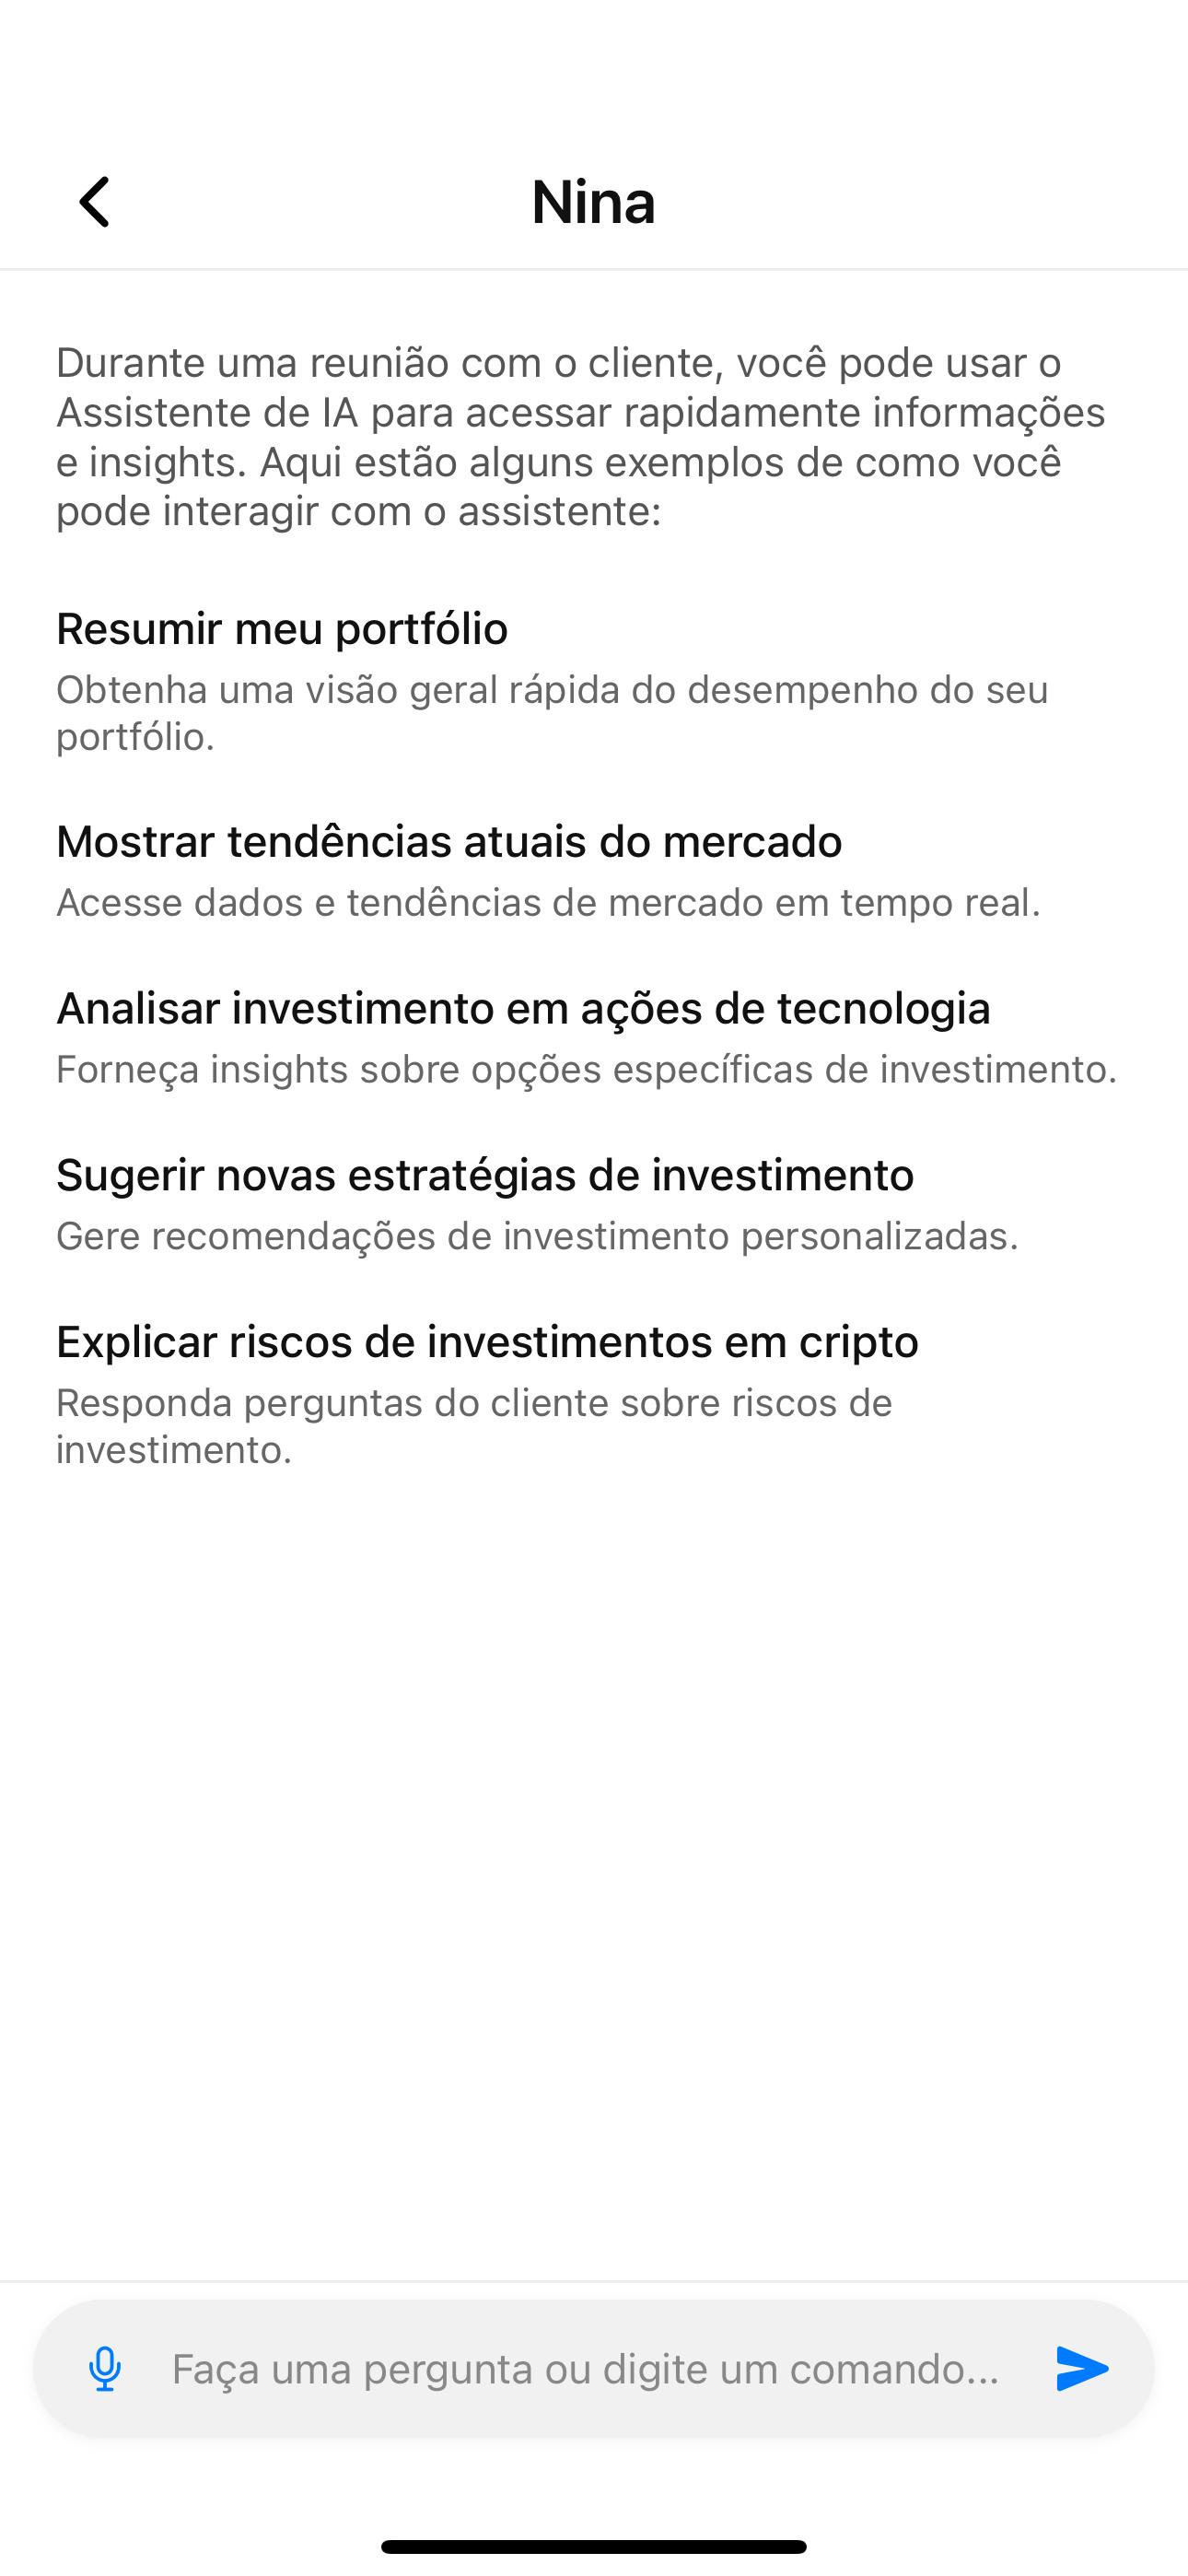 Nina
Durante uma reunião com o cliente, você pode usar o
Assistente de IA para acessar rapidamente informações
e insights. Aqui estão alguns exemplos de como você
pode interagir com o assistente:
Resumir meu portfólio
Obtenha uma visão geral rápida do desempenho do seu
portfólio.
Mostrar tendências atuais do mercado
Acesse dados e tendências de mercado em tempo real.
Analisar investimento em ações de tecnologia
Forneça insights sobre opções específicas de investimento.
Sugerir novas estratégias de investimento
Gere recomendações de investimento personalizadas.
Explicar riscos de investimentos em cripto
Responda perguntas do cliente sobre riscos de
investimento.
Faça uma pergunta ou digite um comando...